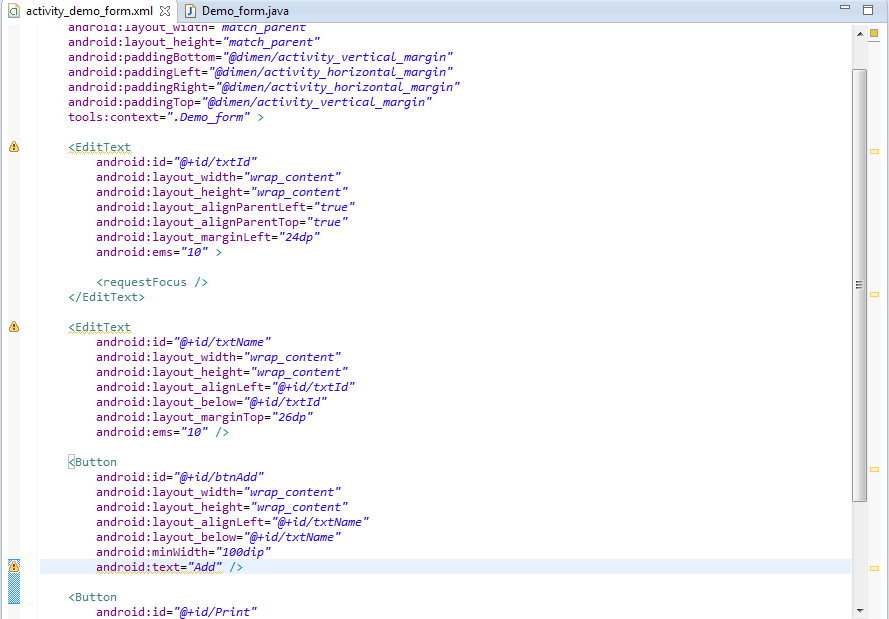 activity_demo_form.xml
Demo_form.java
android:layout_width="match_parent"
android:layout_height="match_parent"
android:paddingBottom="@dimen/activity_vertical_margin"
android:paddingLeft="@dimen/activity_horizontal_margin"
android:paddingRight="@dimen/activity_horizontal_margin"
android:paddingTop="@dimen/activity_vertical_margin"
tools:context=".Demo_form" >
<EditText
android:id="@+id/txtId"
android:layout_width="wrap_content"
android:layout_height="wrap_content"
android:layout_alignParentLeft="true"
android:layout_alignParentTop="true"
android:layout_marginLeft="24dp"
android:ems="10" >
<requestFocus />
</EditText>
<EditText
android:id="@+id/txtName"
android:layout_width="wrap_content"
android:layout_height="wrap_content"
android:layout_alignLeft="@+id/txtId"
android:layout_below="@+id/txtId"
android:layout_marginTop="26dp"
android:ems="10" />
<Button
android:id="@+id/btnAdd"
android:layout_width="wrap_content"
android:layout_height="wrap_content"
android:layout_alignLeft="@+id/txtName"
android:layout_below="@+id/txtName"
android:minWidth="100dip"
android:text="Add" />
<Button
android:id="@+id/Print"